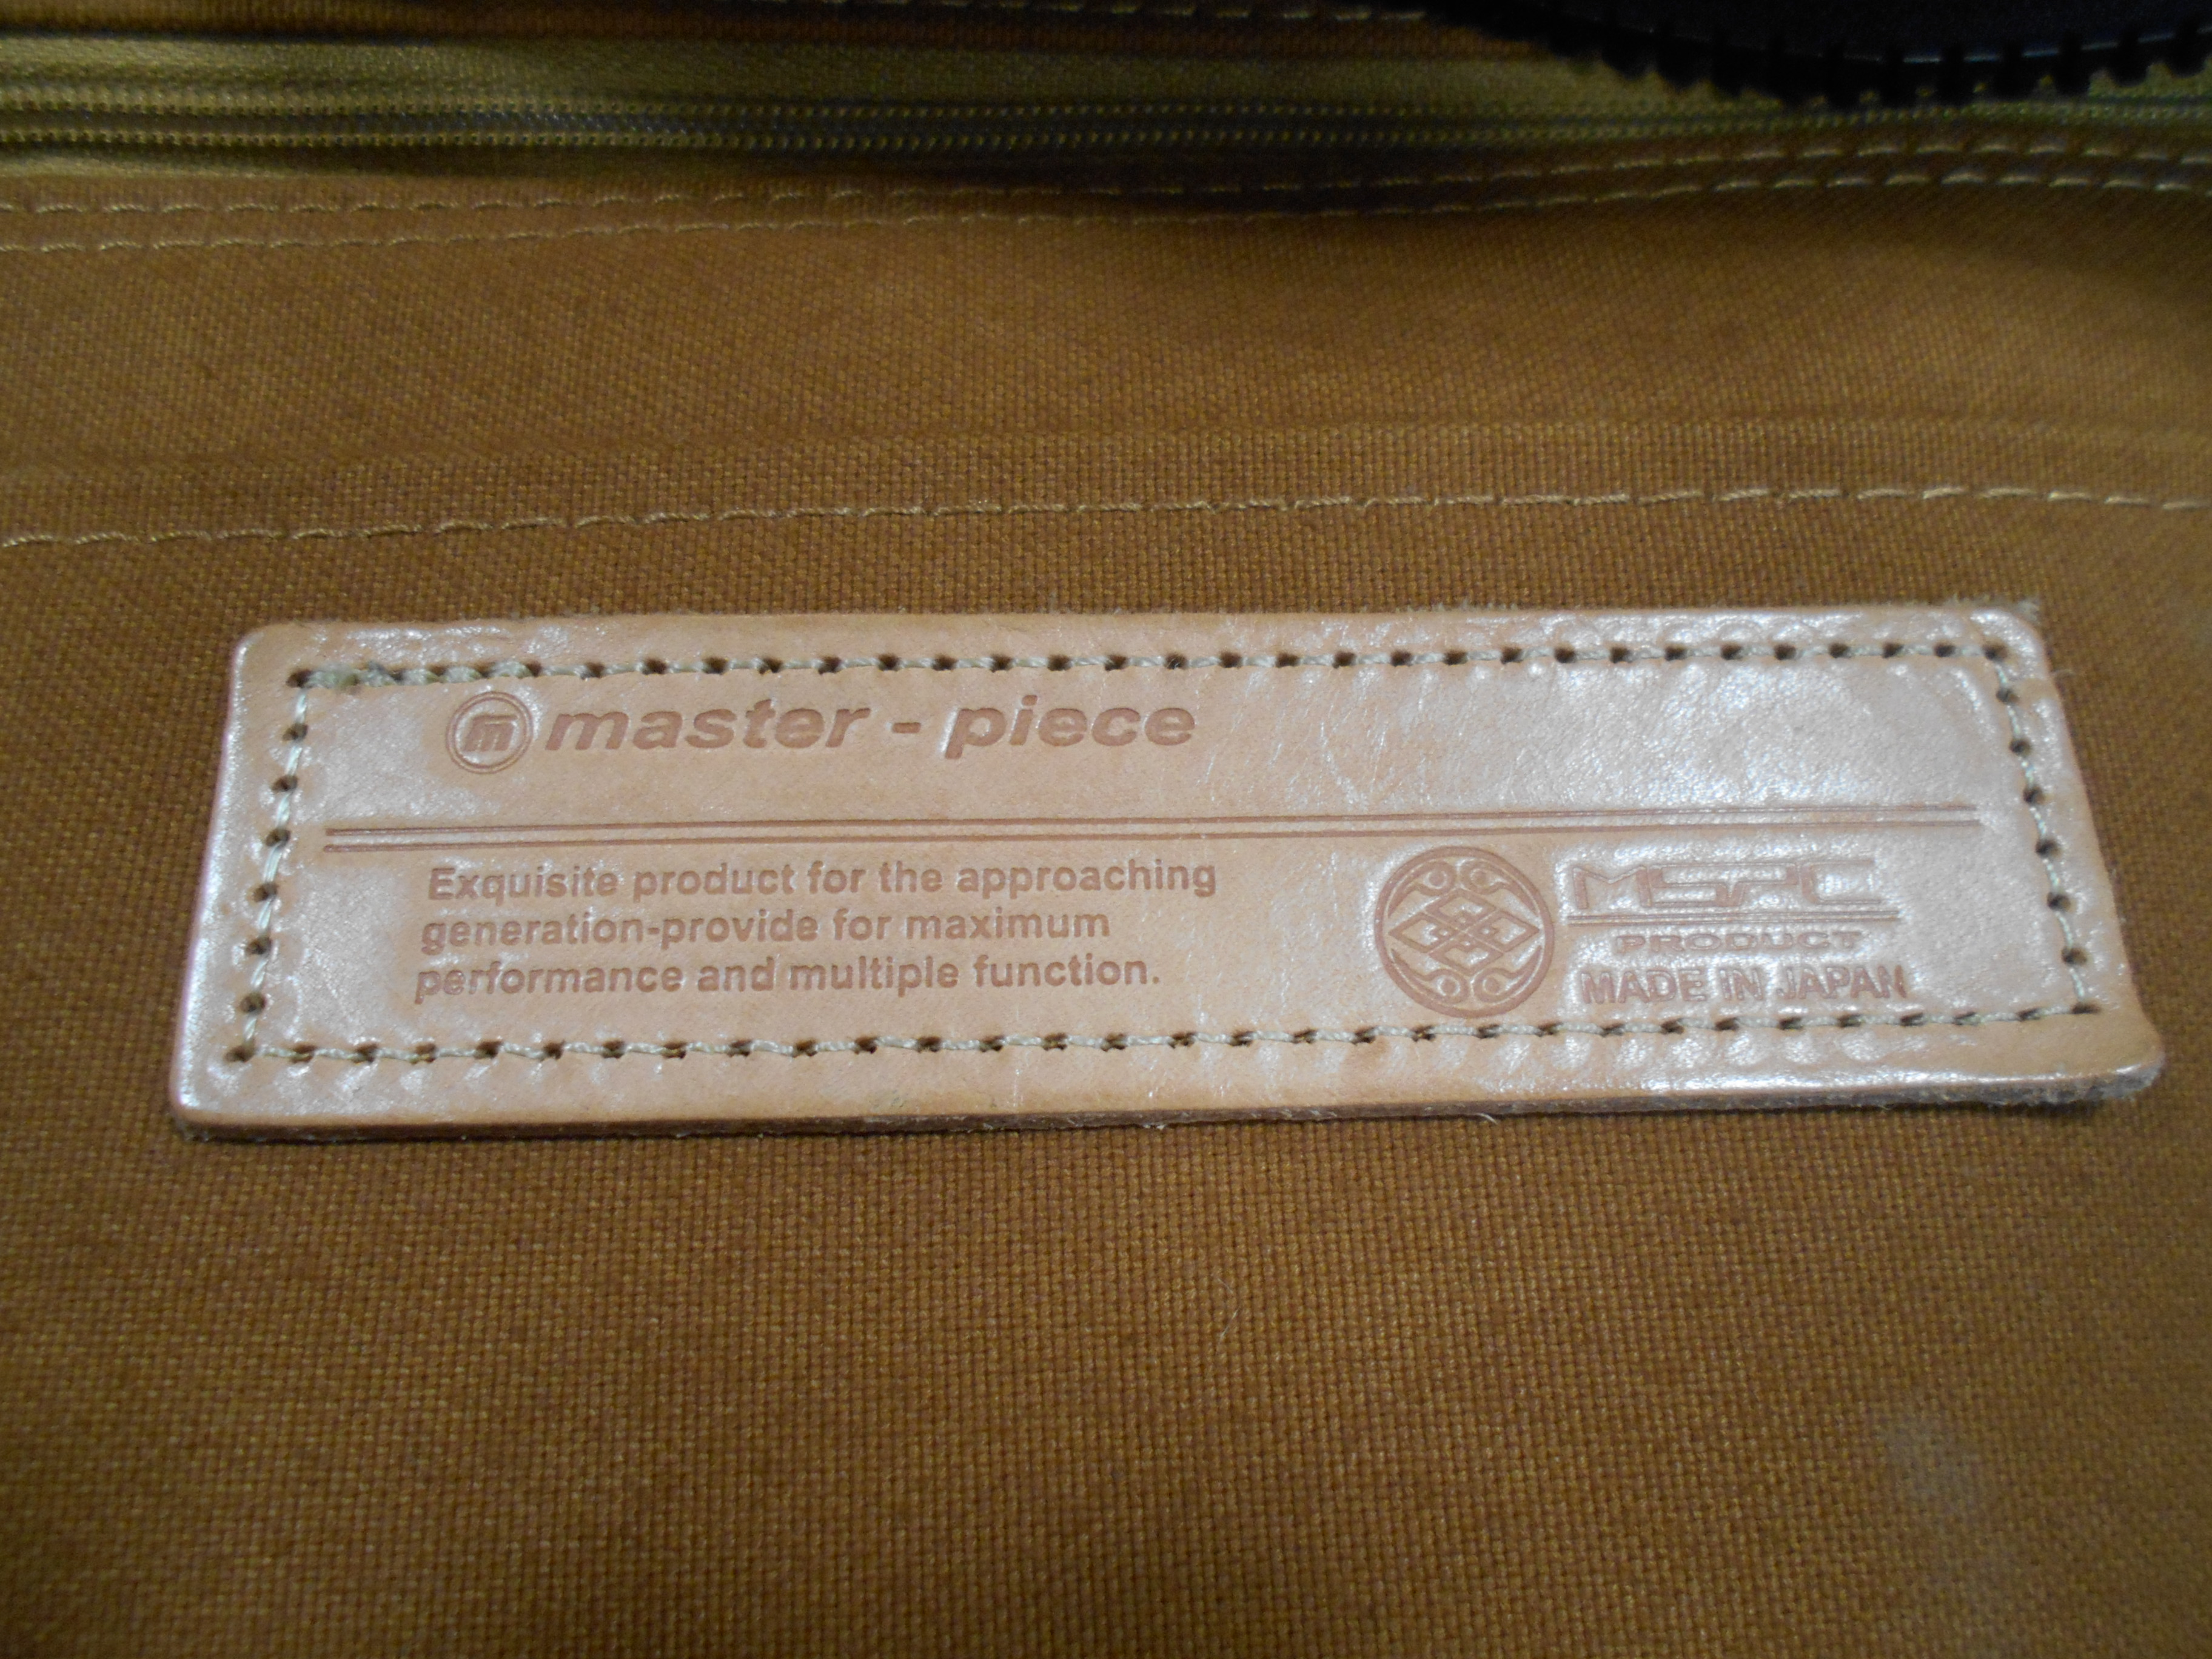 m master - piece
Exquisite product for the approaching
generation-provide for maximum
performance and multiple function.
MSPC
PRODUCT
MADE IN JAPAN